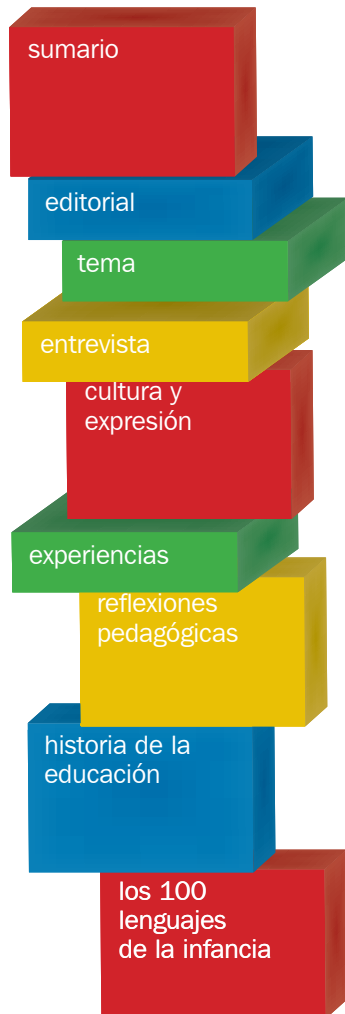 sumario
editorial
tema
entrevista
cultura y
expresión
experiencias
reflexiones
pedagógicas
historia de la
educación
los 100
lenguajes
de la infancia